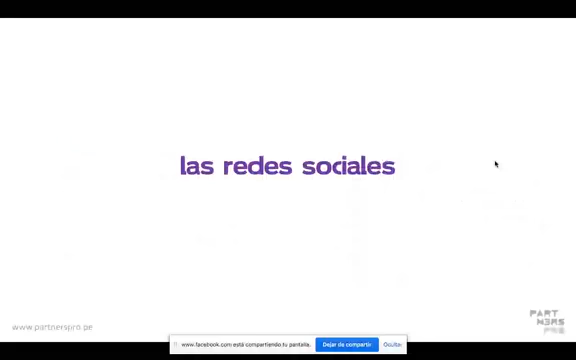 las redes sociales
www.partnerspro.pe
PART
N3RS
PRO
www.facebook.com está compartiendo tu pantalla.
Dejar de compartir
Ocultar